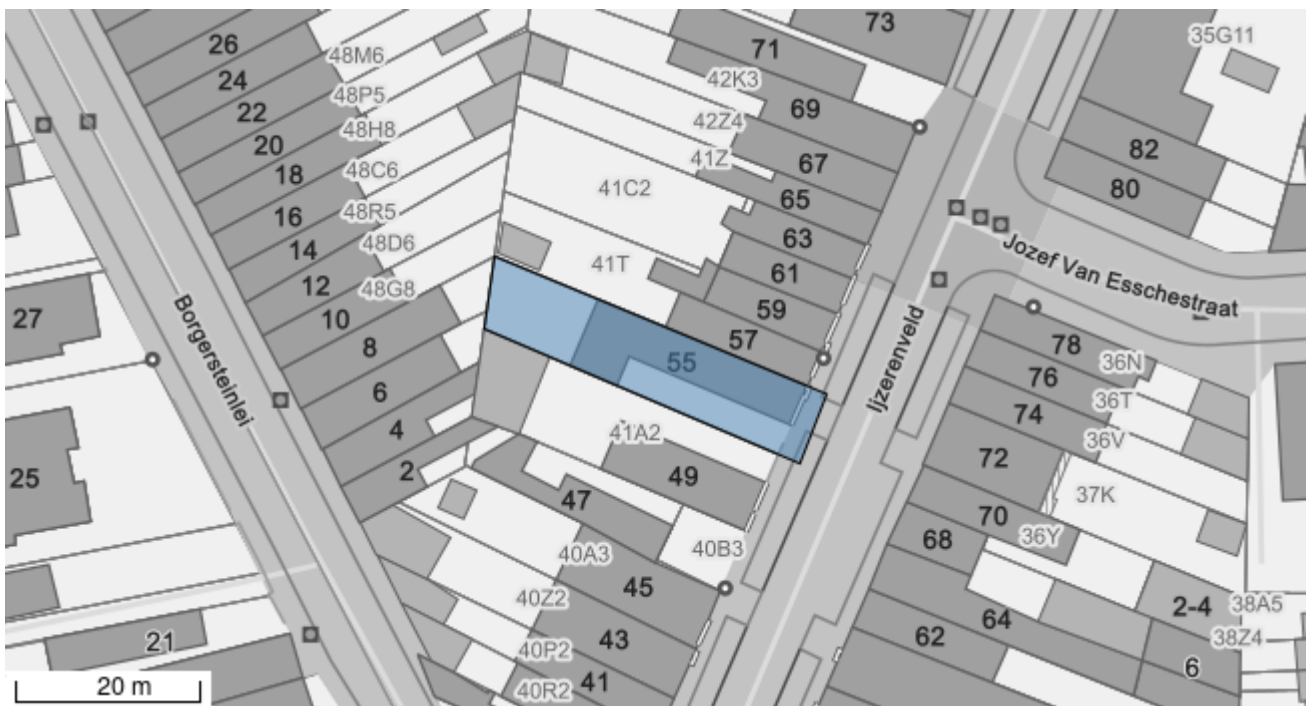 26
24
22
20
18
16
14
12
10
8
6
4
2
48M6
48P5
48H8
48C6
48R5
48D6
48G8
73
71
42K3
69
42Z4
67
41Z
65
41C2
63
61
41T
59
57
55
41A2
49
47
40B3
40A3
45
40Z2
43
40P2
41
40R2
35G11
82
80
Jozef Van Esschestraat
Ijzerenveld
Borgersteinlei
27
25
21
78
36N
76
36T
74
36V
72
37K
70
36Y
68
64
62
2-4
38A5
38Z4
6
20 m